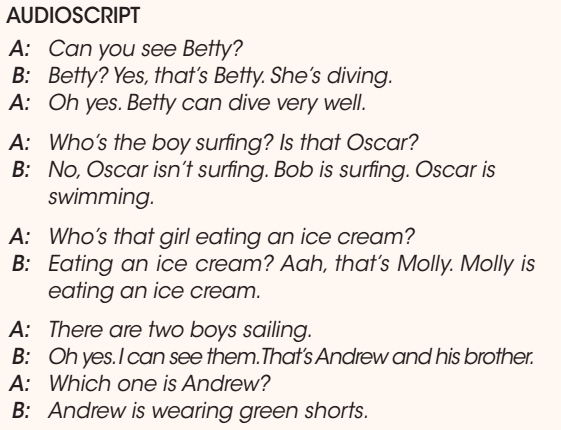 AUDIOSCRIPT
A: Can you see Betty?
B: Betty? Yes, that's Betty. She's diving.
A: Oh yes. Betty can dive very well.
A: Who's the boy surfing? Is that Oscar?
B: No, Oscar isn't surfing. Bob is surfing. Oscar is
swimming.
A: Who's that girl eating an ice cream?
B: Eating an ice cream? Aah, that's Molly. Molly is
eating an ice cream.
A: There are two boys sailing.
B: Oh yes. I can see them. That's Andrew and his brother.
A: Which one is Andrew?
B: Andrew is wearing green shorts.